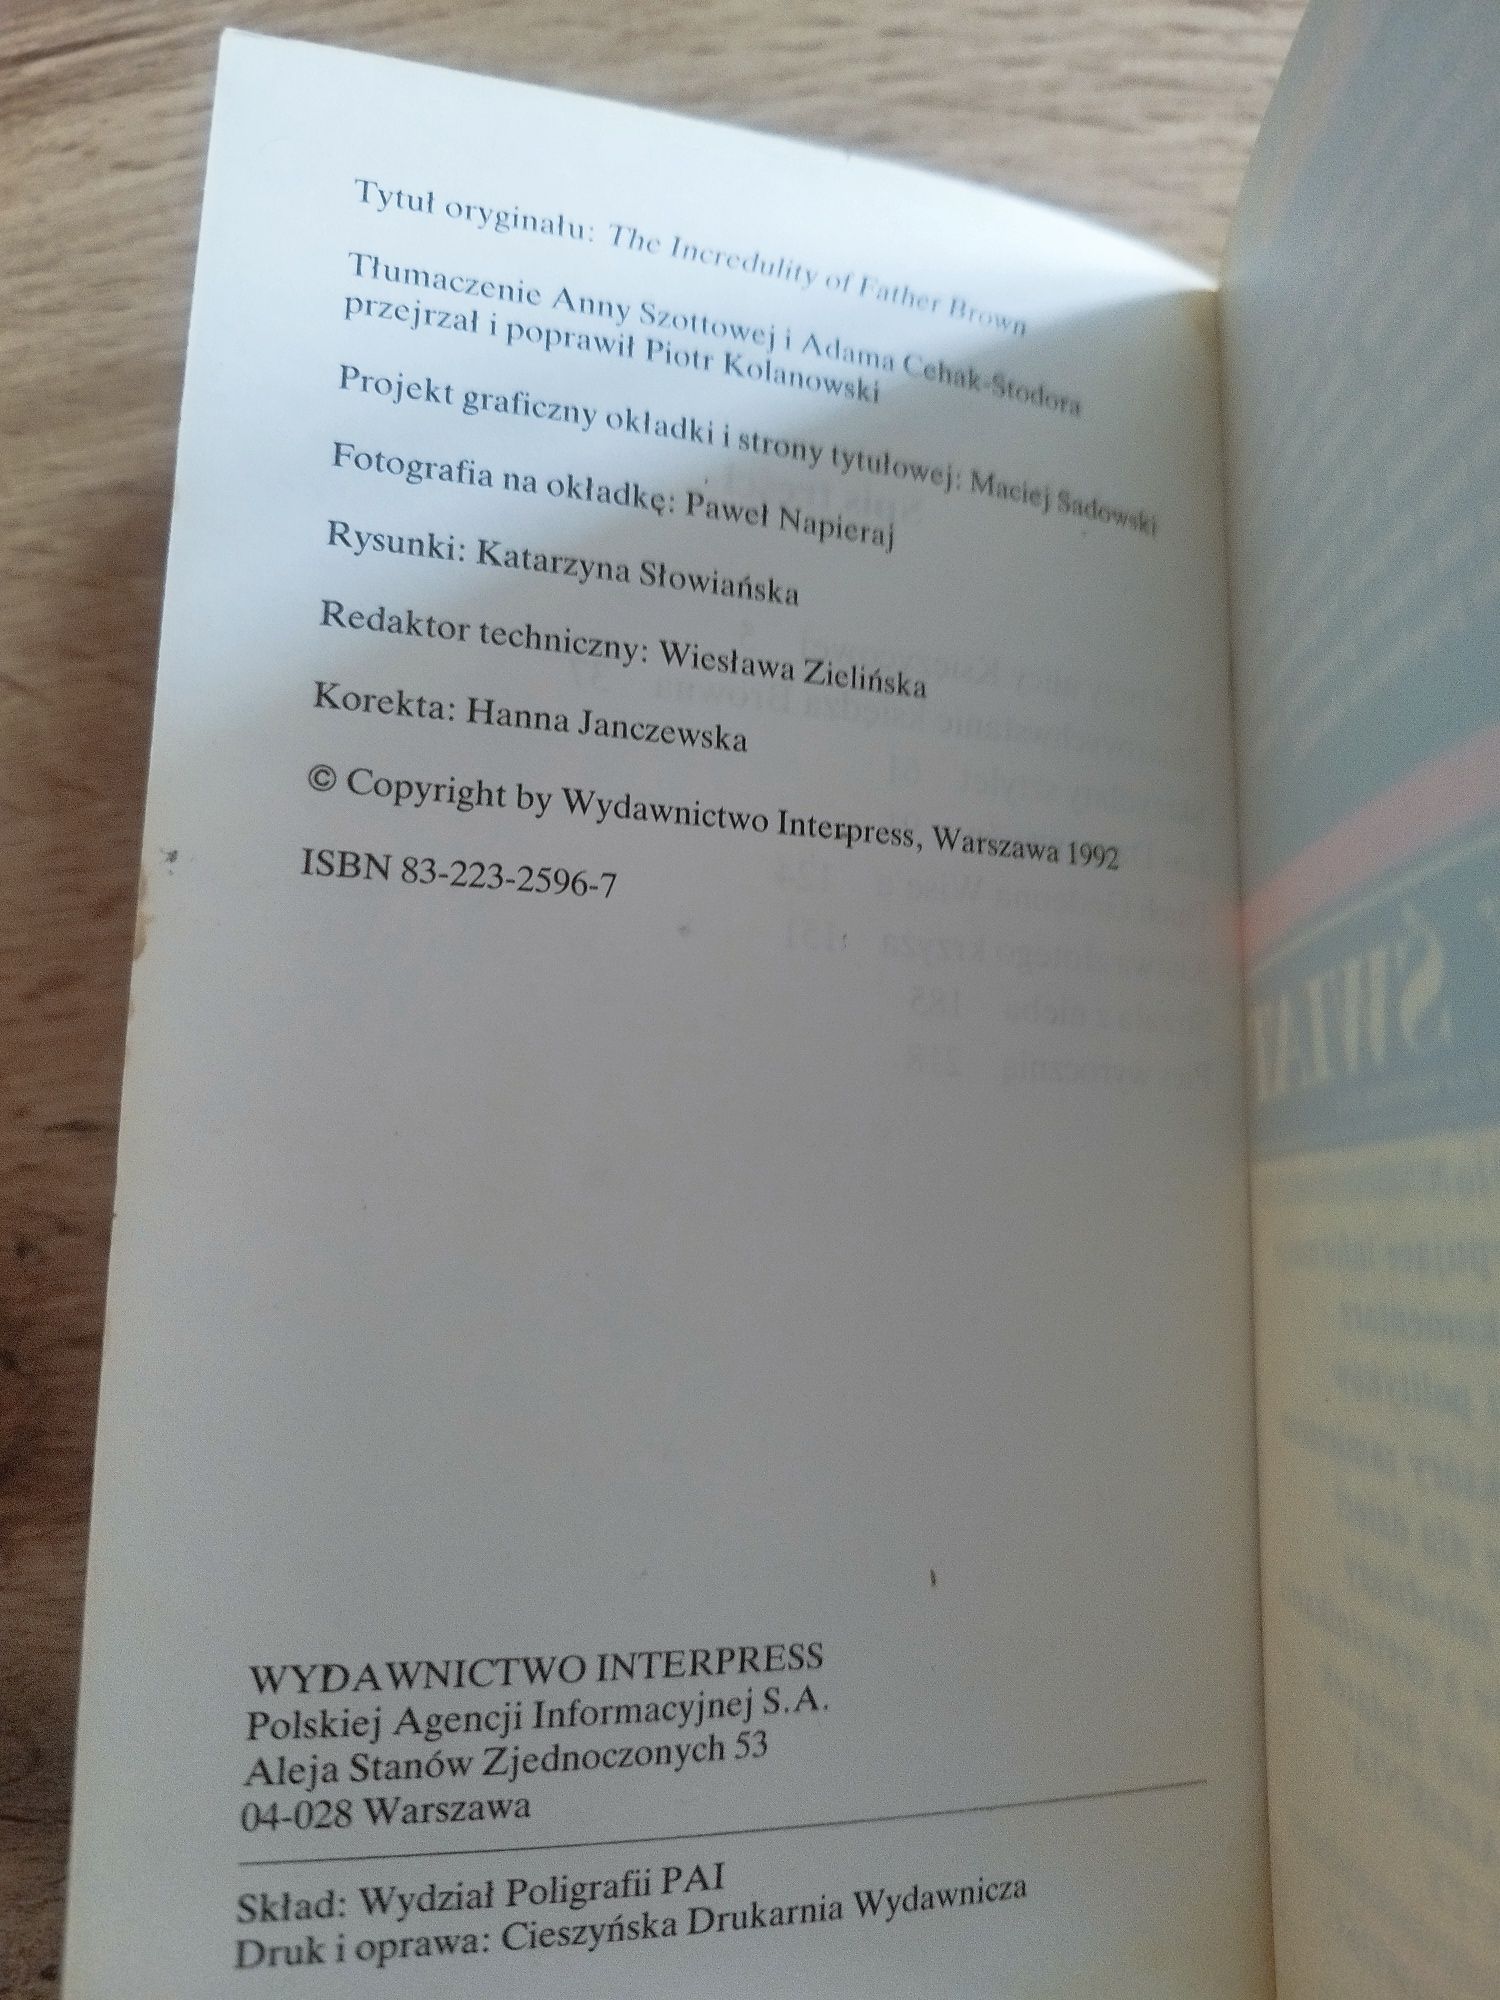 Tytuł oryginału: The Incredulity of Father Brown
Tłumaczenie Anny Szottowej i Adama Cehak-Stodora
przejrzał i poprawił Piotr Kolanowski
Projekt graficzny okładki i strony tytułowej: Maciej Sadowski
Fotografia na okładkę: Paweł Napieraj
Rysunki: Katarzyna Słowiańska
Redaktor techniczny: Wiesława Zielińska
Korekta: Hanna Janczewska
© Copyright by Wydawnictwo Interpress, Warszawa 1992
ISBN 83-223-2596-7
WYDAWNICTWO INTERPRESS
Polskiej Agencji Informacyjnej S.A.
Aleja Stanów Zjednoczonych 53
04-028 Warszawa
Skład: Wydział Poligrafii PAI
Druk i oprawa: Cieszyńska Drukarnia Wydawnicza